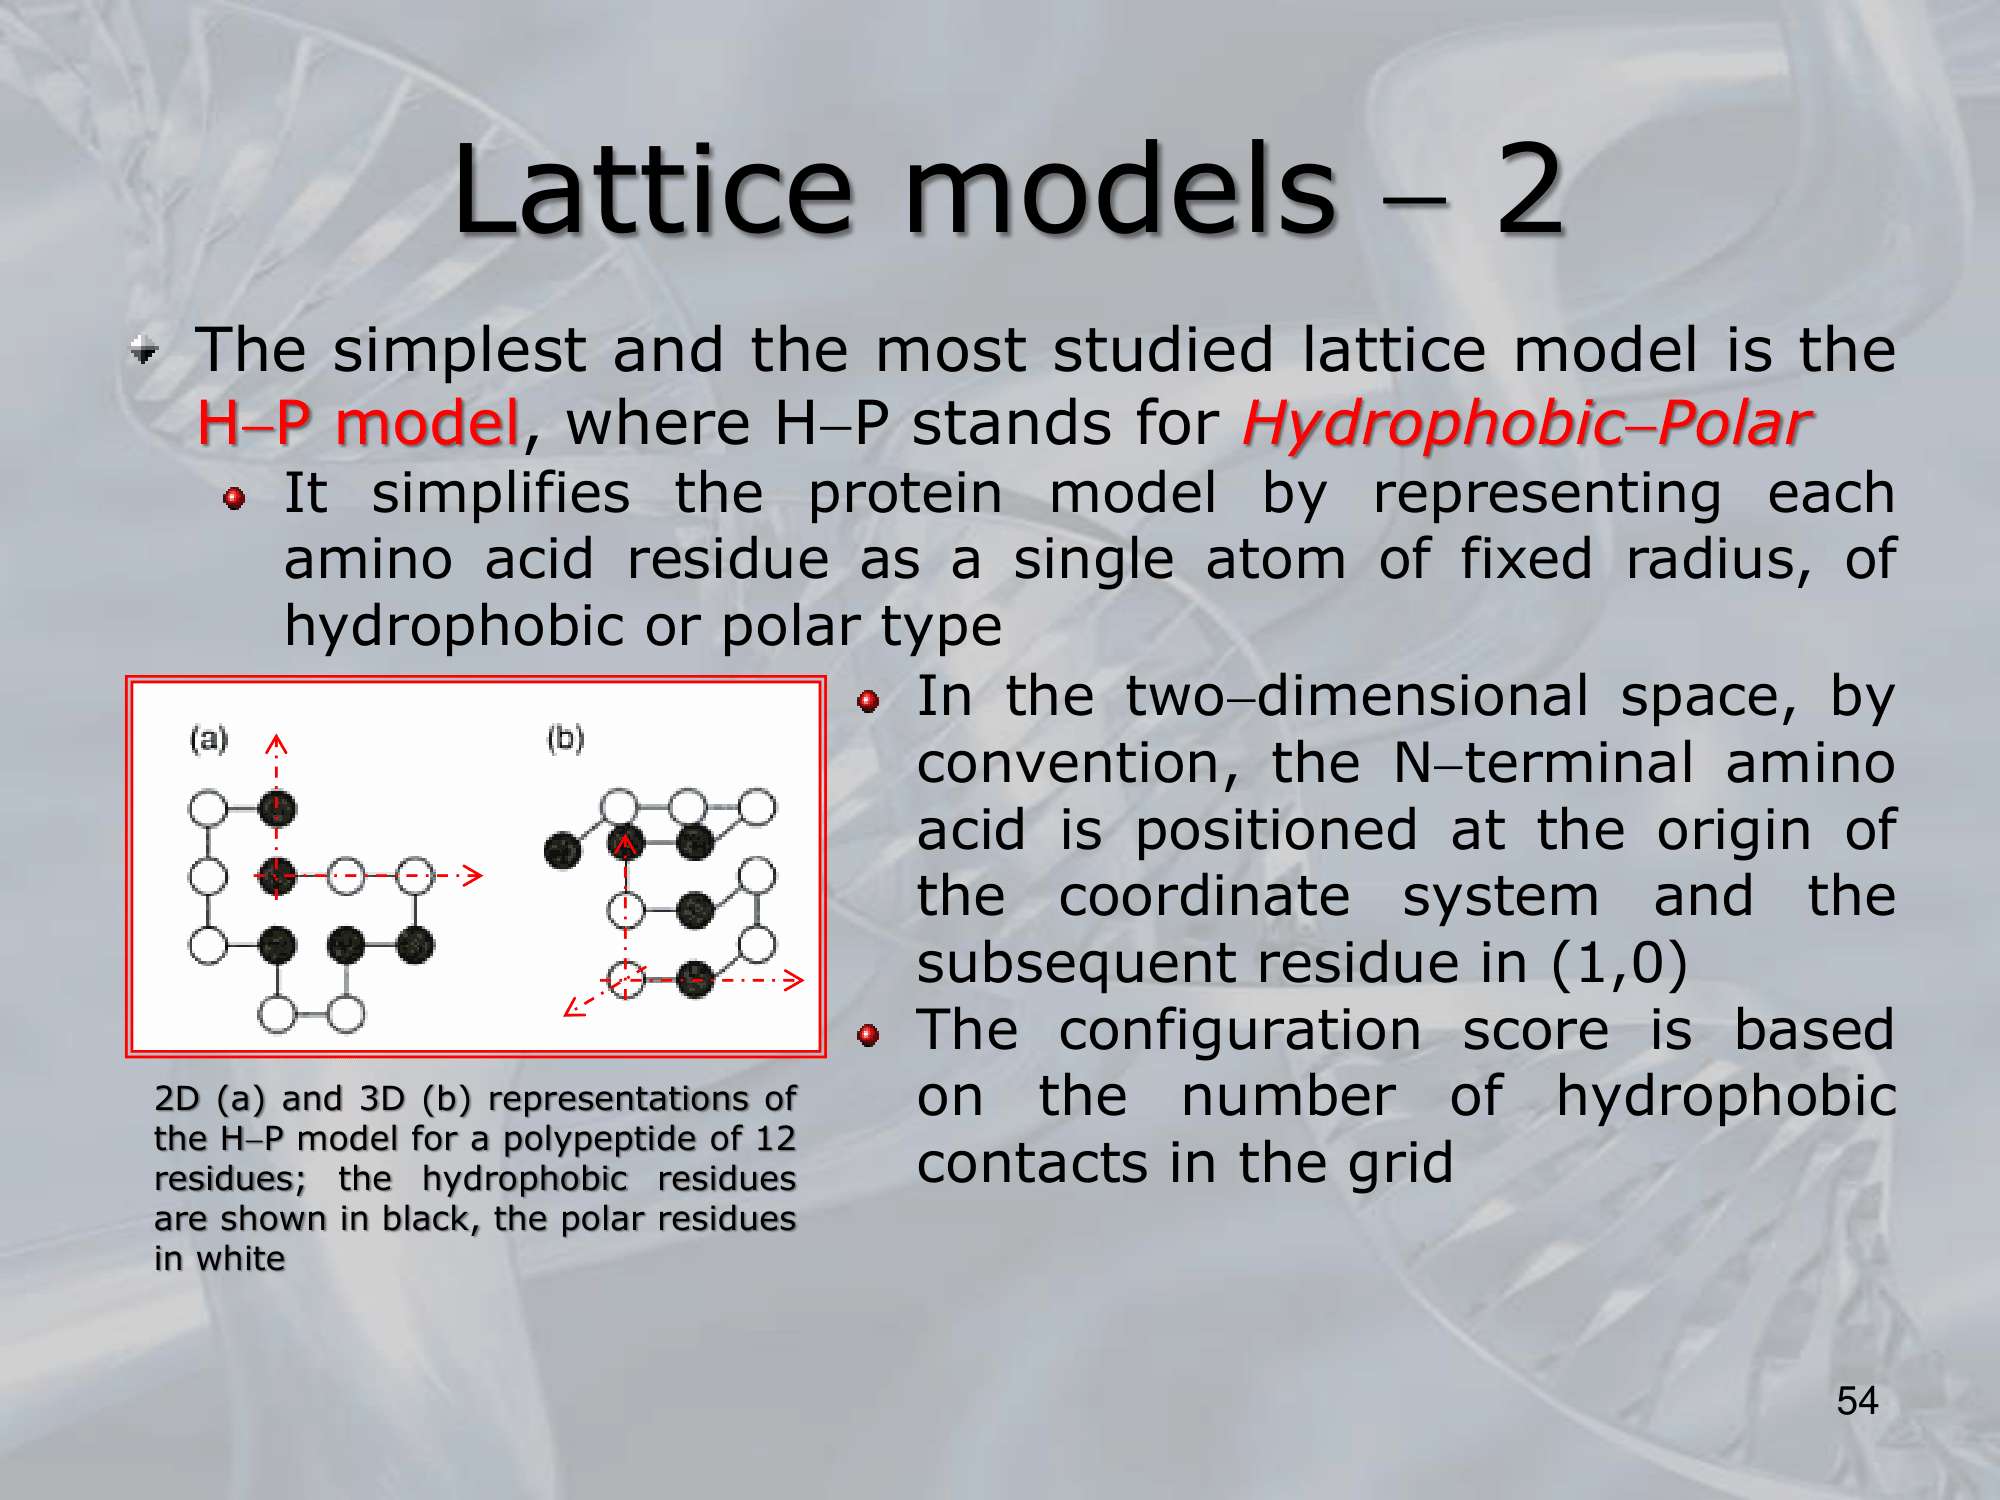 Lattice models – 2
The simplest and the most studied lattice model is the
H–P model, where H–P stands for Hydrophobic–Polar
It simplifies the protein model by representing each
amino acid residue as a single atom of fixed radius, of
hydrophobic or polar type
(a)
(b)
2D (a) and 3D (b) representations of
the H–P model for a polypeptide of 12
residues; the hydrophobic residues
are shown in black, the polar residues
in white
In the two–dimensional space, by
convention, the N–terminal amino
acid is positioned at the origin of
the coordinate system and the
subsequent residue in (1,0)
The configuration score is based
on the number of hydrophobic
contacts in the grid
54